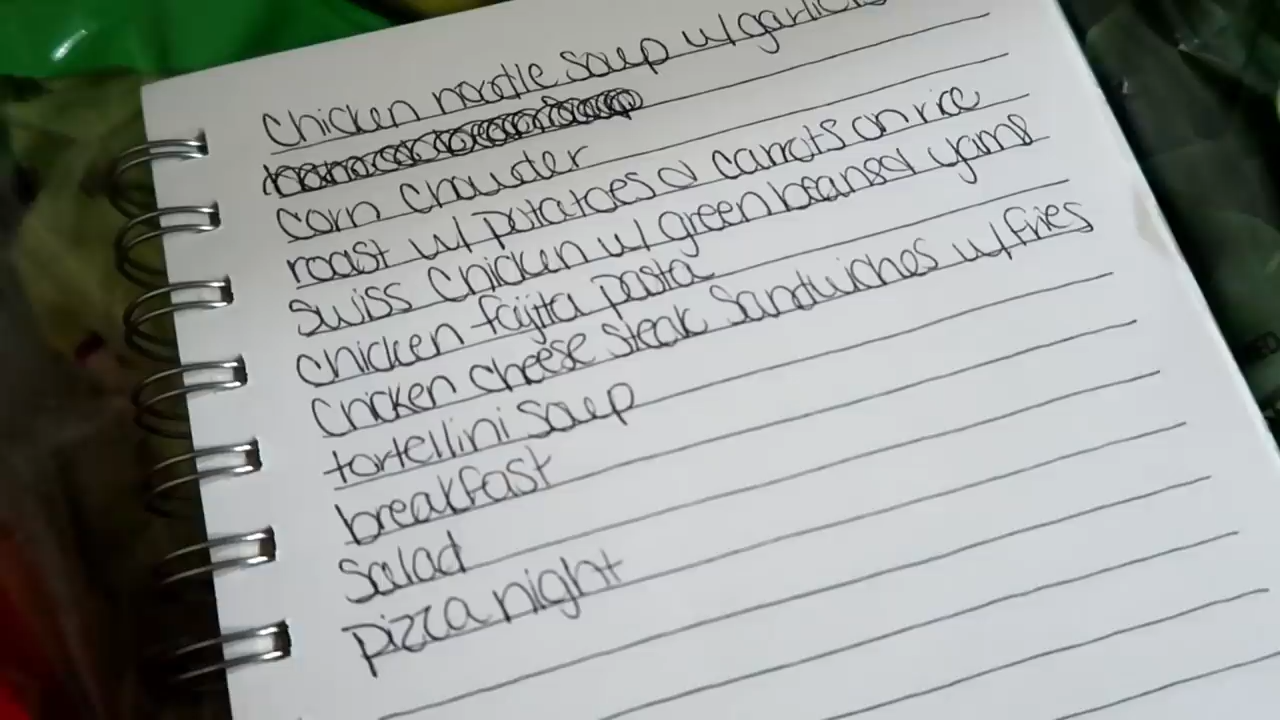 Chicken noodle soup w/ garlic
corn chowder
roast w/ potatoes & carrots on rice
swiss chicken w/ green beans & yams
chicken fajita pasta
chicken cheese steak sandwiches w/ fries
tortellini soup
breakfast
salad
pizza night